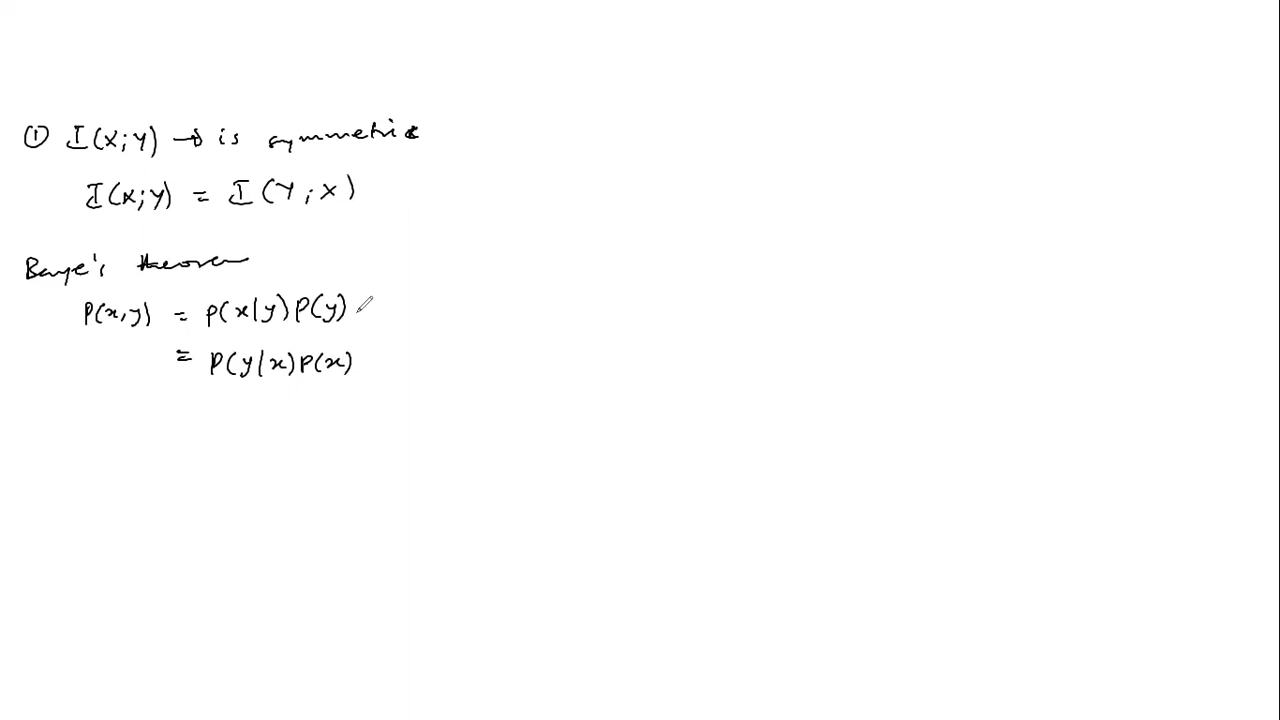 ① I(X;Y) → is symmetric
I(X;Y) = I(Y;X)
Baye's theorem
P(x,y) = P(x|y)P(y)
= P(y|x)P(x)